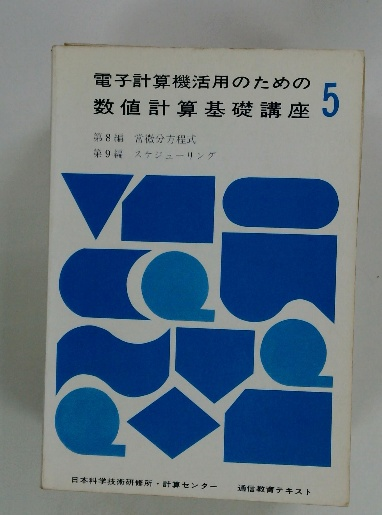 電子計算機活用のための
数値計算基礎講座 5
第8編 常微分方程式
第9編 スケジューリング
日本科学技術研修所・計算センター 通信教育テキスト